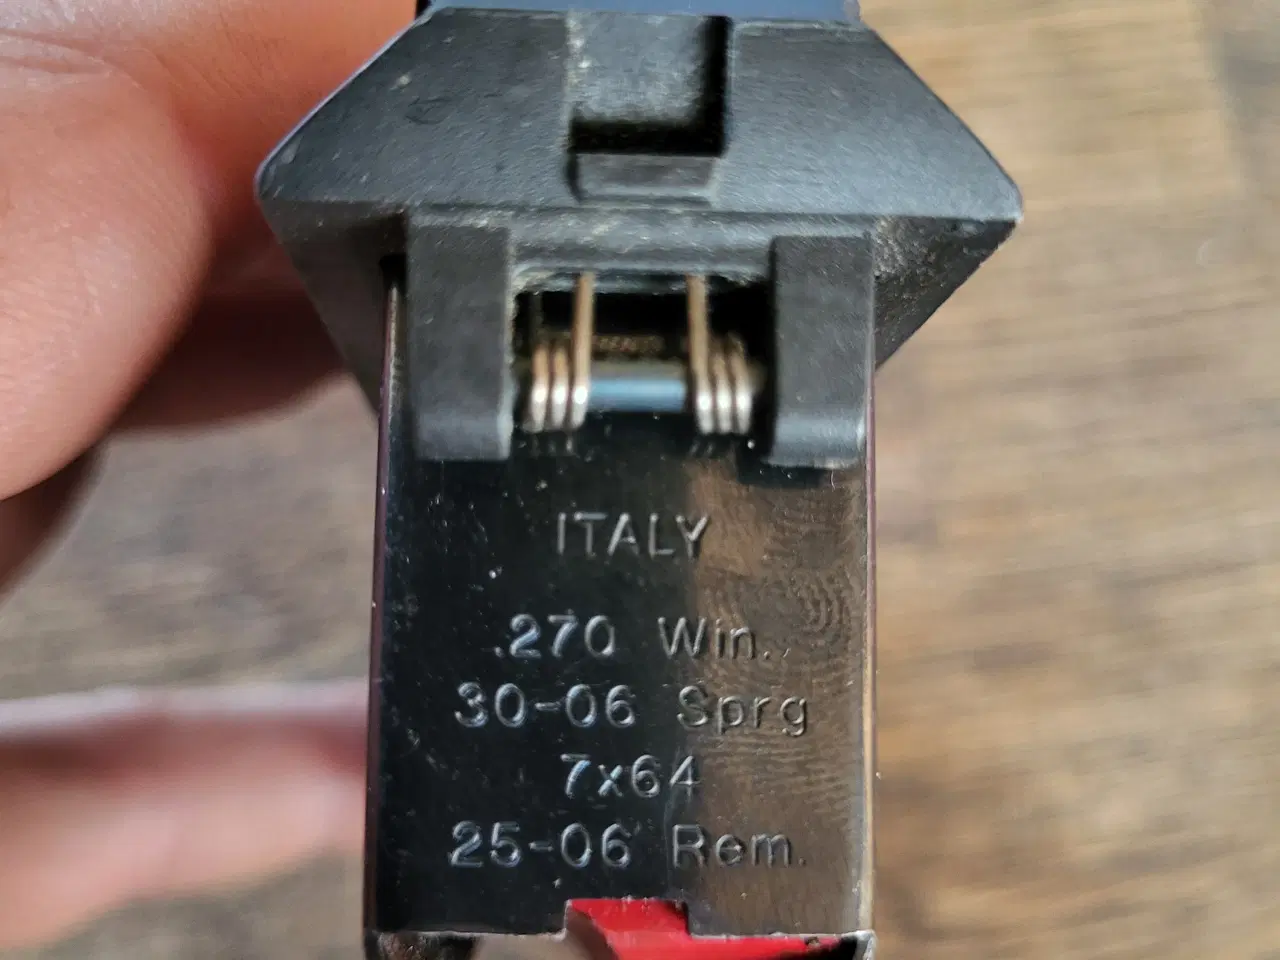 ITALY
.270 Win.
30-06 Sprg
7x64
25-06 Rem.